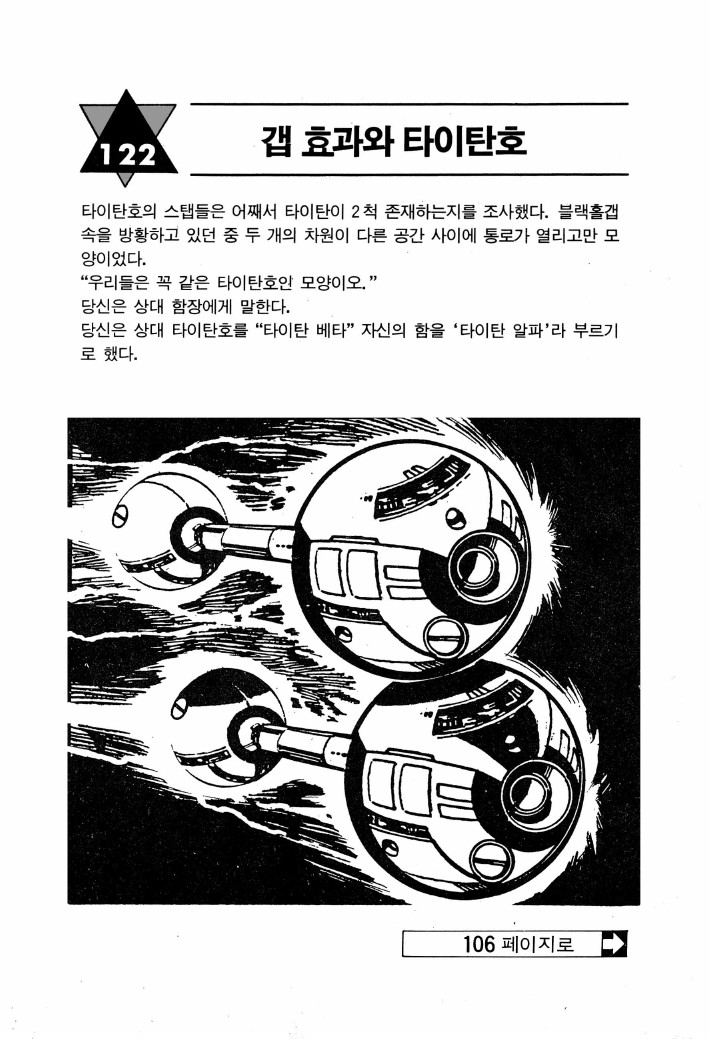 122
갭 효과와 타이탄호
타이탄호의 스탭들은 어째서 타이탄이 2척 존재하는지를 조사했다. 블랙홀갭
속을 방황하고 있던 중 두 개의 차원이 다른 공간 사이에 통로가 열리고만 모
양이었다.
“우리들은 꼭 같은 타이탄호인 모양이오.”
당신은 상대 함장에게 말한다.
당신은 상대 타이탄호를 “타이탄 베타” 자신의 함을 ‘타이탄 알파’라 부르기
로 했다.
106 페이지로